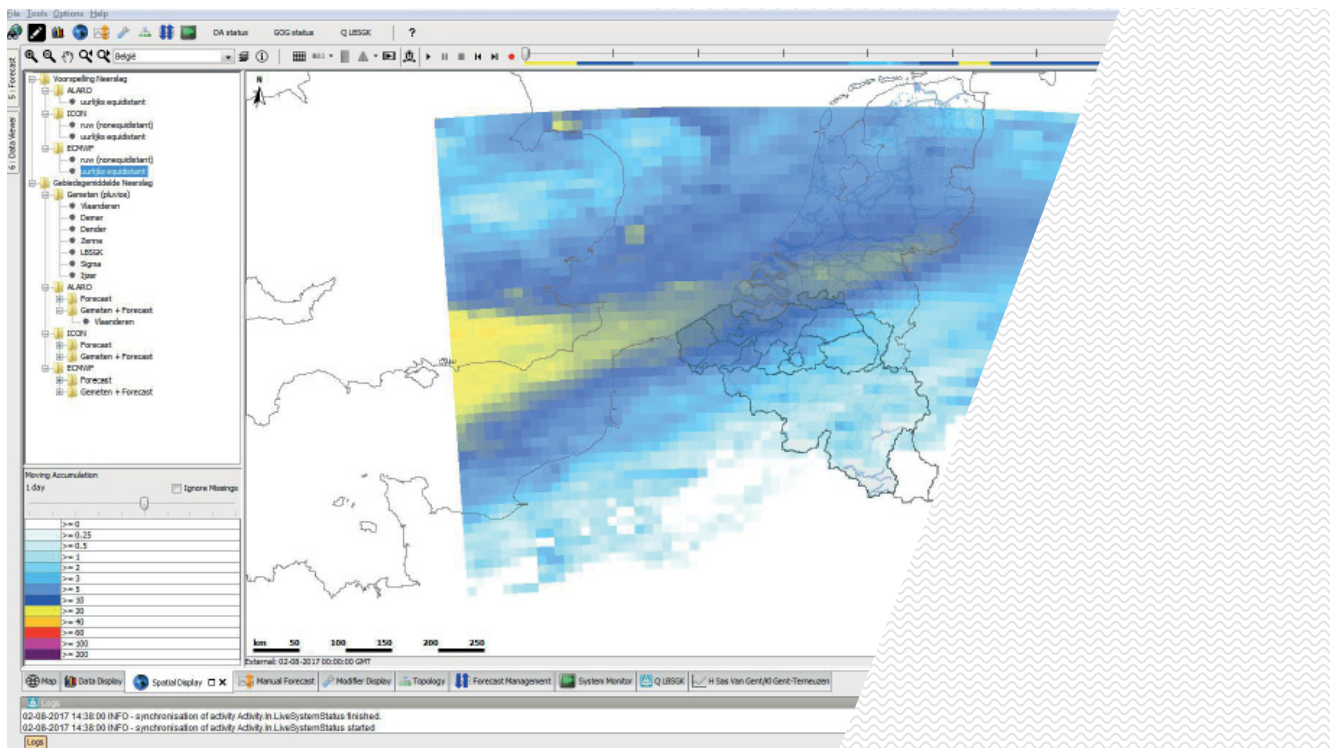 File Tools Options Help
DA status GOG status Q LBSGK ?
België
5 : Forecast
6 : Data Viewer
Voorspelling Neerslag
ALARO
uurlijks equidistant
ICON
ruw (nonequidistant)
uurlijks equidistant
ECMWF
ruw (nonequidistant)
uurlijks equidistant
Gebiedsgemiddelde Neerslag
Gemeten (pluvios)
Vlaanderen
Demer
Dender
Zenne
LBSGK
Sigma
Ijzer
ALARO
Forecast
Gemeten + Forecast
Vlaanderen
ICON
Forecast
Gemeten + Forecast
ECMWF
Forecast
Gemeten + Forecast
N
Moving Accumulation
1 day Ignore Missings
>= 0
>= 0.25
>= 0.5
>= 1
>= 2
>= 3
>= 5
>= 10
>= 20
>= 40
>= 60
>= 100
>= 200
km 50 100 150 200 250
External: 02-08-2017 00:00:00 GMT
Map Data Display Spatial Display Manual Forecast Modifier Display Topology Forecast Management System Monitor Q LBSGK H Sas Van Gent/Kl Gent-Terneuzen
Logs
02-08-2017 14:38:00 INFO - synchronisation of activity Activity.In.LiveSystemStatus finished.
02-08-2017 14:38:00 INFO - synchronisation of activity Activity.In.LiveSystemStatus started
Logs